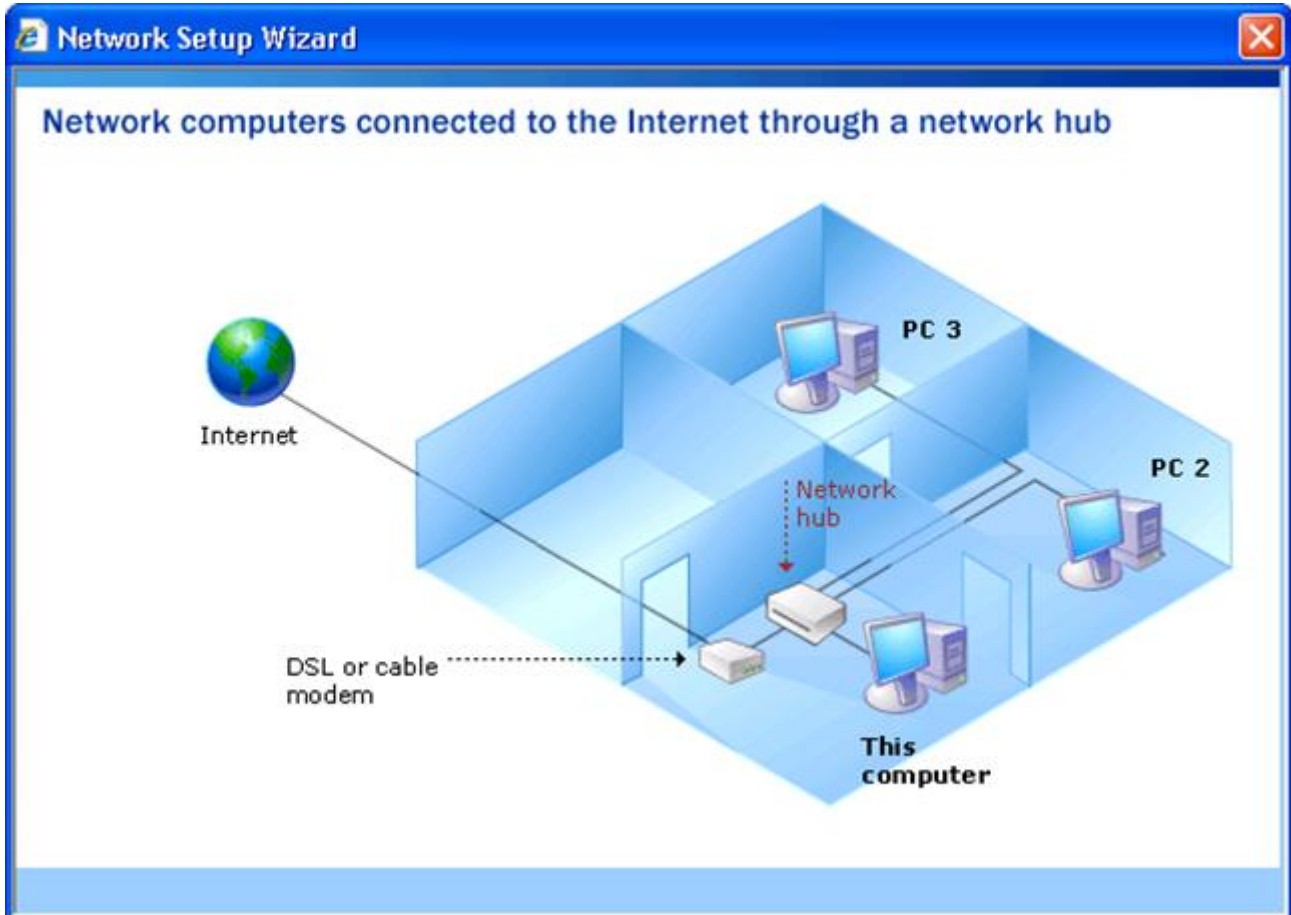 Network Setup Wizard
Network computers connected to the Internet through a network hub
PC 3
Internet
PC 2
Network
hub
DSL or cable
modem
This
computer